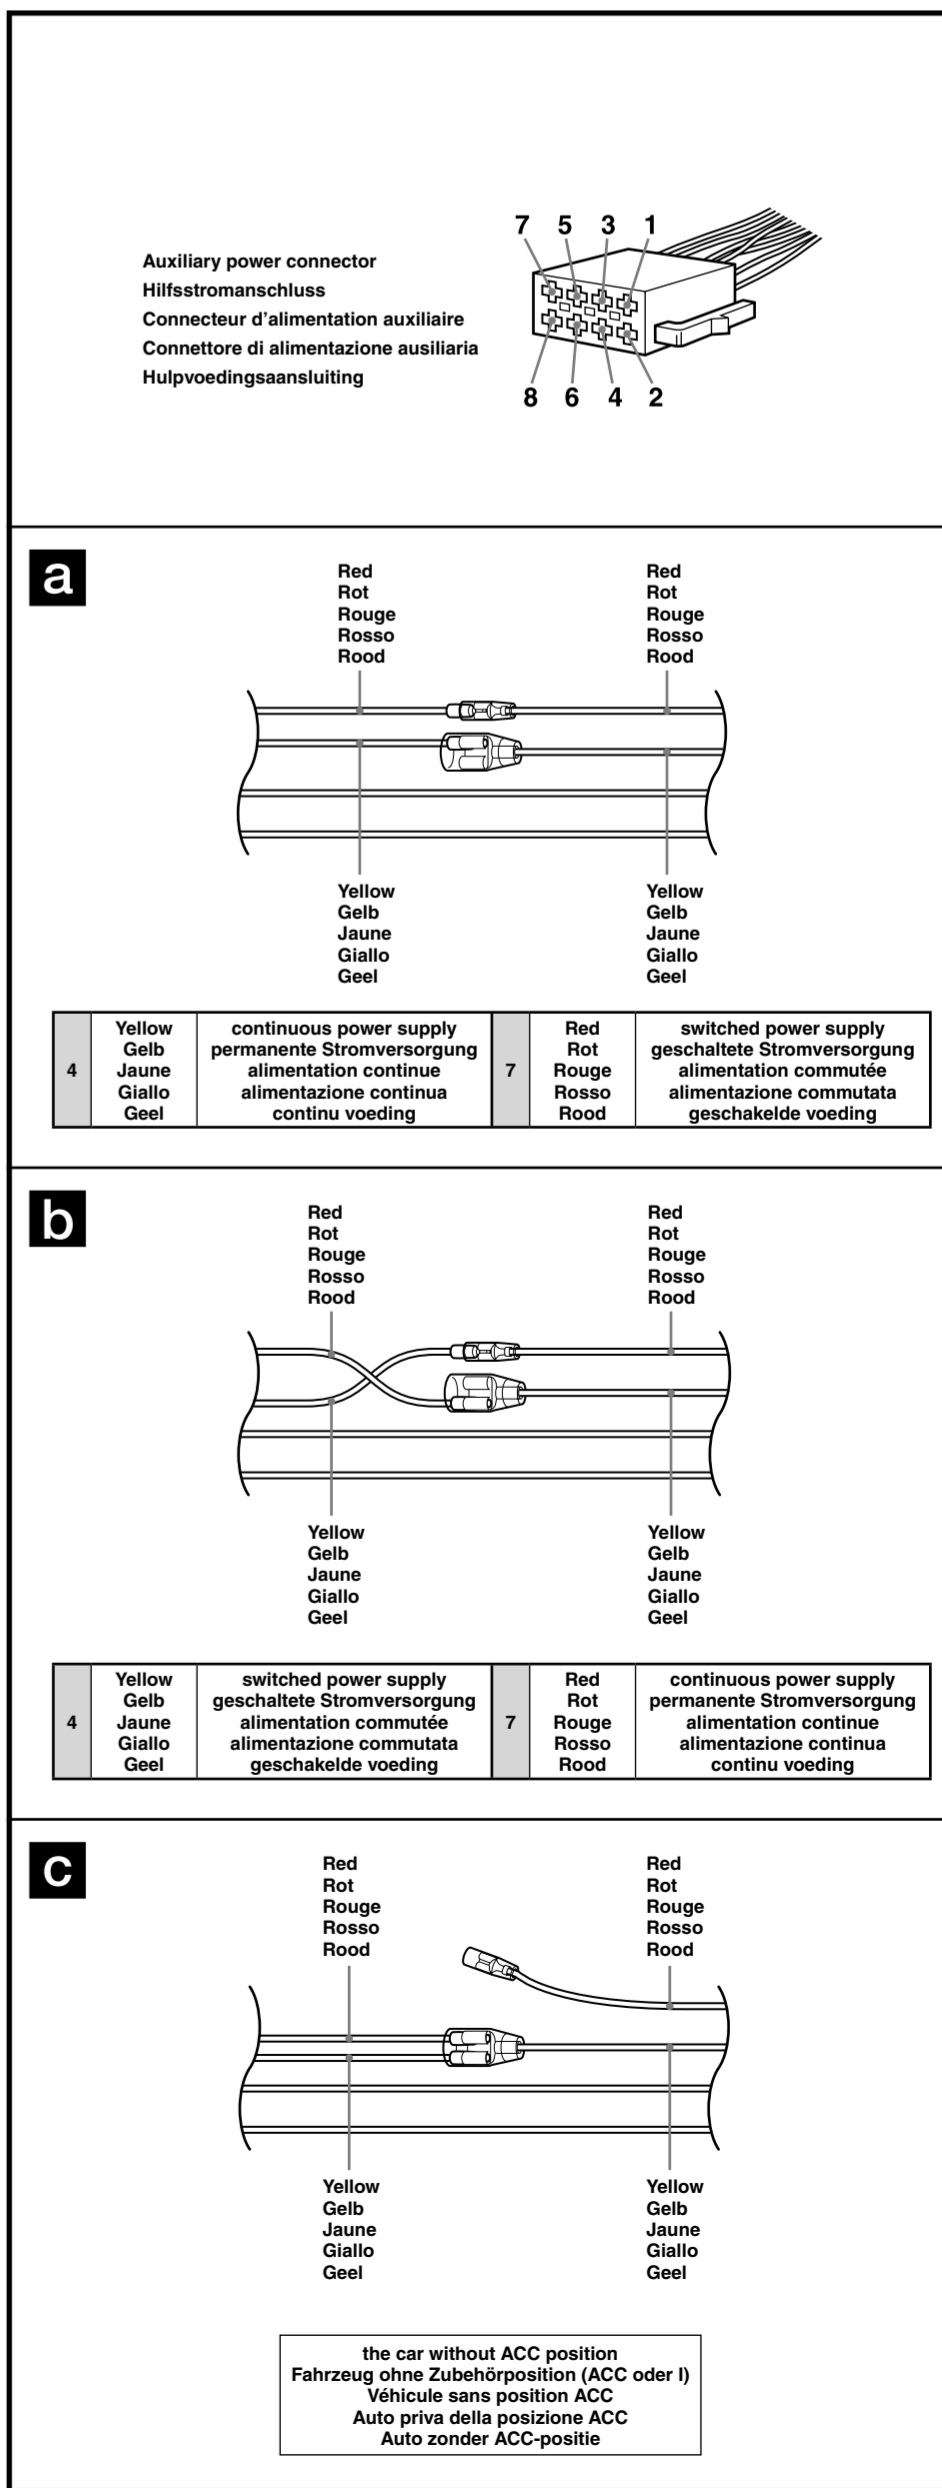 7 5 3 1
Auxiliary power connector
Hilfsstromanschluss
Connecteur d'alimentation auxiliaire
Connettore di alimentazione ausiliaria
Hulpvoedingsaansluiting
8 6 4 2
a
Red
Rot
Rouge
Rosso
Rood
Red
Rot
Rouge
Rosso
Rood
Yellow
Gelb
Jaune
Giallo
Geel
Yellow
Gelb
Jaune
Giallo
Geel
4
Yellow
Gelb
Jaune
Giallo
Geel
continuous power supply
permanente Stromversorgung
alimentation continue
alimentazione continua
continu voeding
7
Red
Rot
Rouge
Rosso
Rood
switched power supply
geschaltete Stromversorgung
alimentation commutée
alimentazione commutata
geschakelde voeding
b
Red
Rot
Rouge
Rosso
Rood
Red
Rot
Rouge
Rosso
Rood
Yellow
Gelb
Jaune
Giallo
Geel
Yellow
Gelb
Jaune
Giallo
Geel
4
Yellow
Gelb
Jaune
Giallo
Geel
switched power supply
geschaltete Stromversorgung
alimentation commutée
alimentazione commutata
geschakelde voeding
7
Red
Rot
Rouge
Rosso
Rood
continuous power supply
permanente Stromversorgung
alimentation continue
alimentazione continua
continu voeding
c
Red
Rot
Rouge
Rosso
Rood
Red
Rot
Rouge
Rosso
Rood
Yellow
Gelb
Jaune
Giallo
Geel
Yellow
Gelb
Jaune
Giallo
Geel
the car without ACC position
Fahrzeug ohne Zubehörposition (ACC oder I)
Véhicule sans position ACC
Auto priva della posizione ACC
Auto zonder ACC-positie